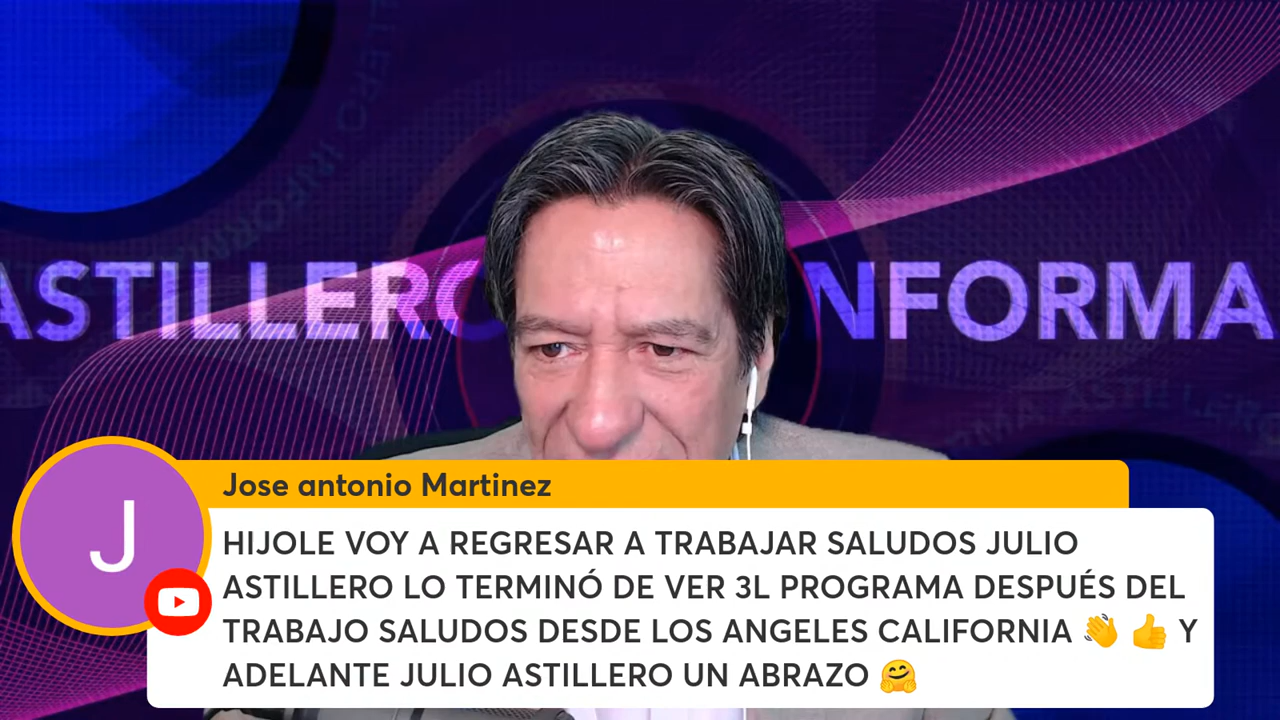 ASTILLERO INFORMA
Jose antonio Martinez
J
HIJOLE VOY A REGRESAR A TRABAJAR SALUDOS JULIO
ASTILLERO LO TERMINÓ DE VER 3L PROGRAMA DESPUÉS DEL
TRABAJO SALUDOS DESDE LOS ANGELES CALIFORNIA 👋 👍 Y
ADELANTE JULIO ASTILLERO UN ABRAZO 🤗